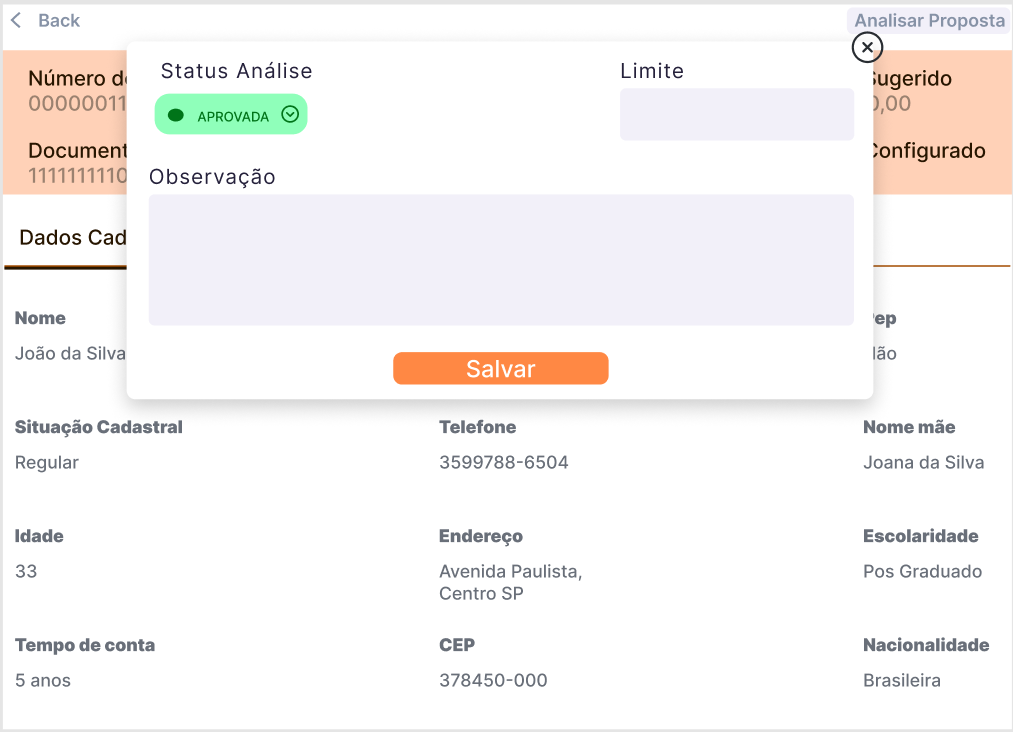 Back
Analisar Proposta
Status Análise
Limite
APROVADA
Observação
Salvar
Número
Sugerido
00000011
0,00
Document
Configurado
1111111110
Dados Cad
Nome
Pep
João da Silva
Não
Situação Cadastral
Telefone
Nome mãe
Regular
3599788-6504
Joana da Silva
Idade
Endereço
Escolaridade
33
Avenida Paulista,
Centro SP
Pos Graduado
Tempo de conta
CEP
Nacionalidade
5 anos
378450-000
Brasileira